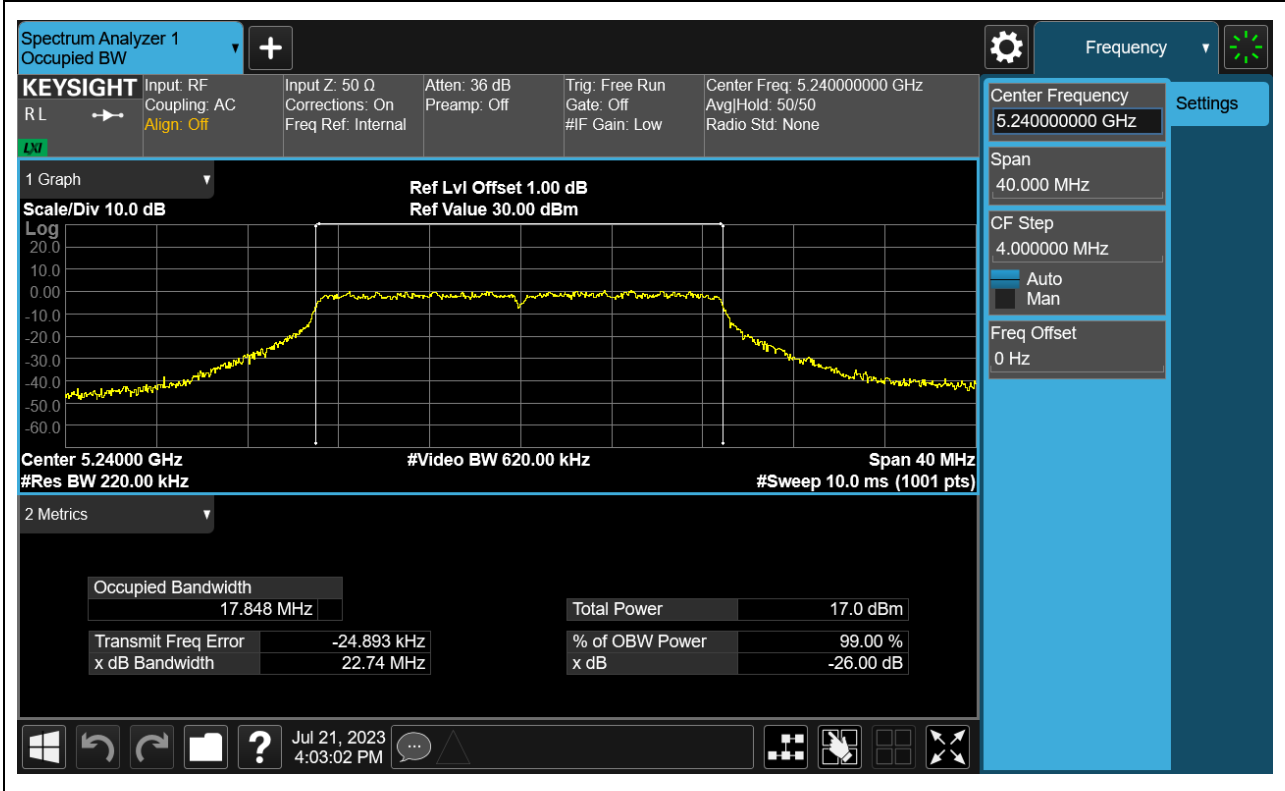 Spectrum Analyzer 1
Occupied BW
Frequency
KEYSIGHT
R L
LXI
Input: RF
Coupling: AC
Align: Off
Input Z: 50 Ω
Corrections: On
Freq Ref: Internal
Atten: 36 dB
Preamp: Off
Trig: Free Run
Gate: Off
#IF Gain: Low
Center Freq: 5.240000000 GHz
Avg|Hold: 50/50
Radio Std: None
Center Frequency
5.240000000 GHz
Settings
Span
40.000 MHz
CF Step
4.000000 MHz
Auto
Man
Freq Offset
0 Hz
1 Graph
Scale/Div 10.0 dB
Ref Lvl Offset 1.00 dB
Ref Value 30.00 dBm
Log
20.0
10.0
0.00
-10.0
-20.0
-30.0
-40.0
-50.0
-60.0
Center 5.24000 GHz
#Res BW 220.00 kHz
#Video BW 620.00 kHz
Span 40 MHz
#Sweep 10.0 ms (1001 pts)
2 Metrics
Occupied Bandwidth
17.848 MHz
Total Power 17.0 dBm
Transmit Freq Error -24.893 kHz
% of OBW Power 99.00 %
x dB Bandwidth 22.74 MHz
x dB -26.00 dB
?
Jul 21, 2023
4:03:02 PM